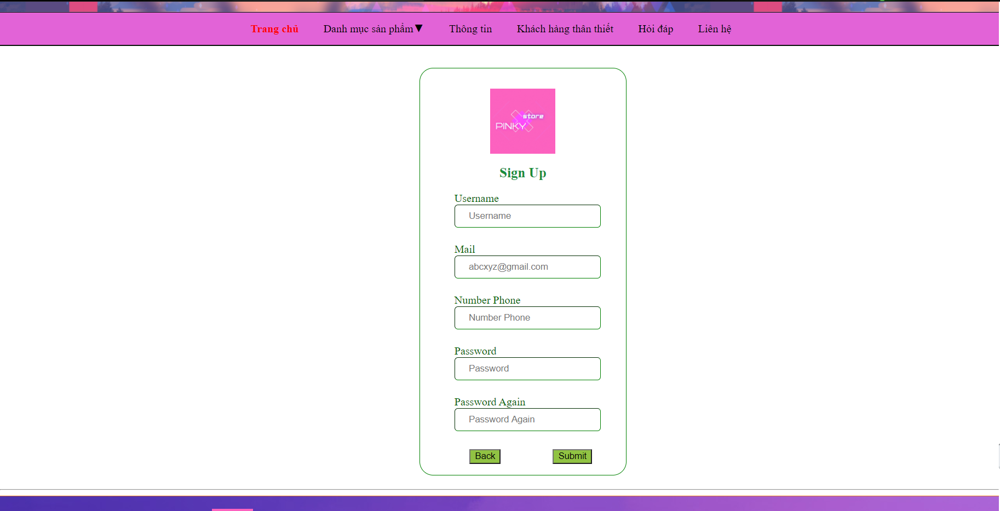 Trang chủ Danh mục sản phẩm▼ Thông tin Khách hàng thân thiết Hỏi đáp Liên hệ
store
PINKY
Sign Up
Username
Username
Mail
abcxyz@gmail.com
Number Phone
Number Phone
Password
Password
Password Again
Password Again
Back Submit